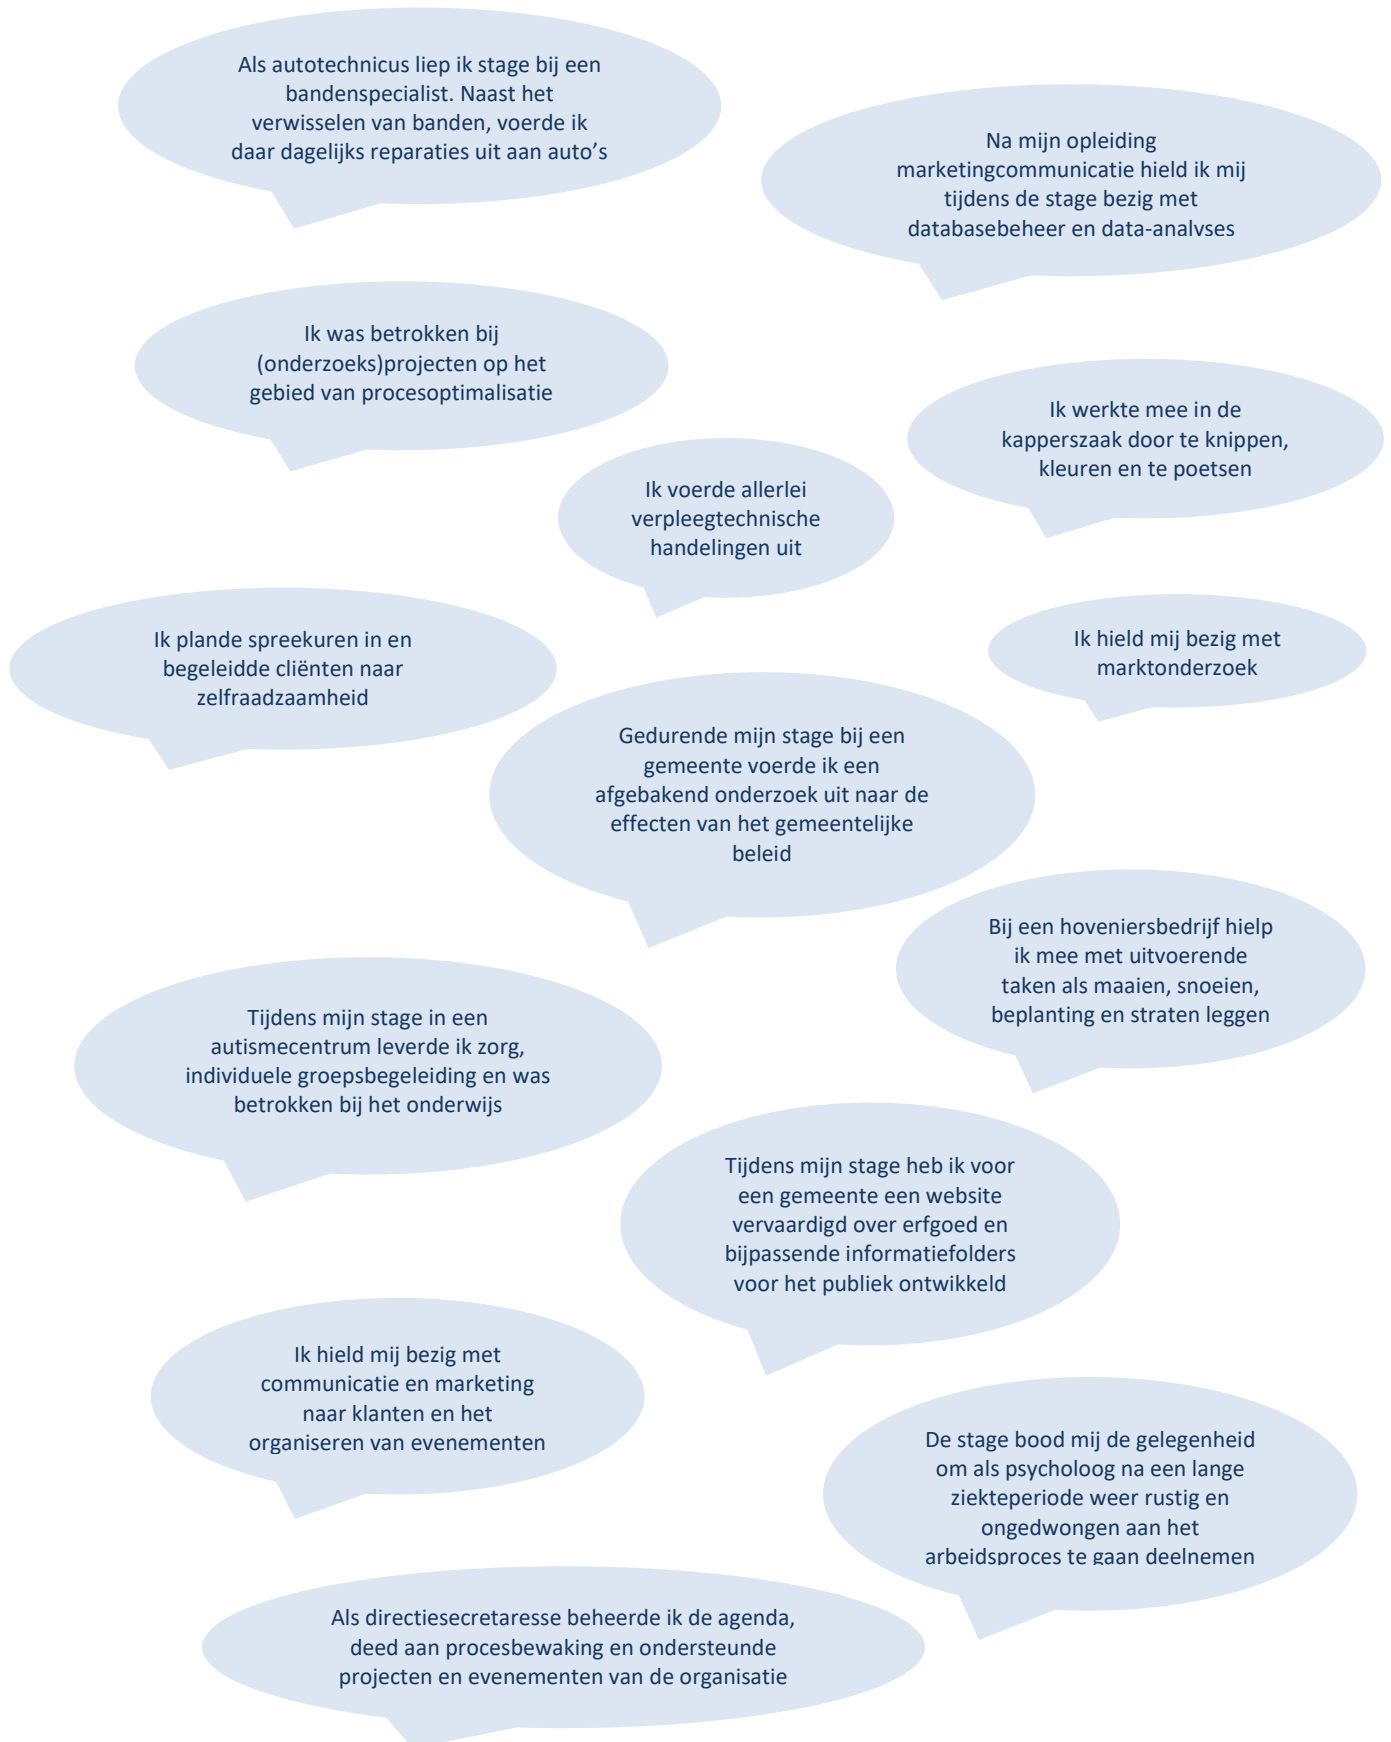 Als autotechnicus liep ik stage bij een
bandenspecialist. Naast het
verwisselen van banden, voerde ik
daar dagelijks reparaties uit aan auto's
Na mijn opleiding
marketingcommunicatie hield ik mij
tijdens de stage bezig met
databasebeheer en data-analyses
Ik was betrokken bij
(onderzoeks)projecten op het
gebied van procesoptimalisatie
Ik werkte mee in de
kapperszaak door te knippen,
kleuren en te poetsen
Ik voerde allerlei
verpleegtechnische
handelingen uit
Ik plande spreekuren in en
begeleidde cliënten naar
zelfraadzaamheid
Ik hield mij bezig met
marktonderzoek
Gedurende mijn stage bij een
gemeente voerde ik een
afgebakend onderzoek uit naar de
effecten van het gemeentelijke
beleid
Bij een hoveniersbedrijf hielp
ik mee met uitvoerende
taken als maaien, snoeien,
beplanting en straten leggen
Tijdens mijn stage in een
autismecentrum leverde ik zorg,
individuele groepsbegeleiding en was
betrokken bij het onderwijs
Tijdens mijn stage heb ik voor
een gemeente een website
vervaardigd over erfgoed en
bijpassende informatiefolders
voor het publiek ontwikkeld
Ik hield mij bezig met
communicatie en marketing
naar klanten en het
organiseren van evenementen
De stage bood mij de gelegenheid
om als psycholoog na een lange
ziekteperiode weer rustig en
ongedwongen aan het
arbeidsproces te gaan deelnemen
Als directiesecretaresse beheerde ik de agenda,
deed aan procesbewaking en ondersteunde
projecten en evenementen van de organisatie